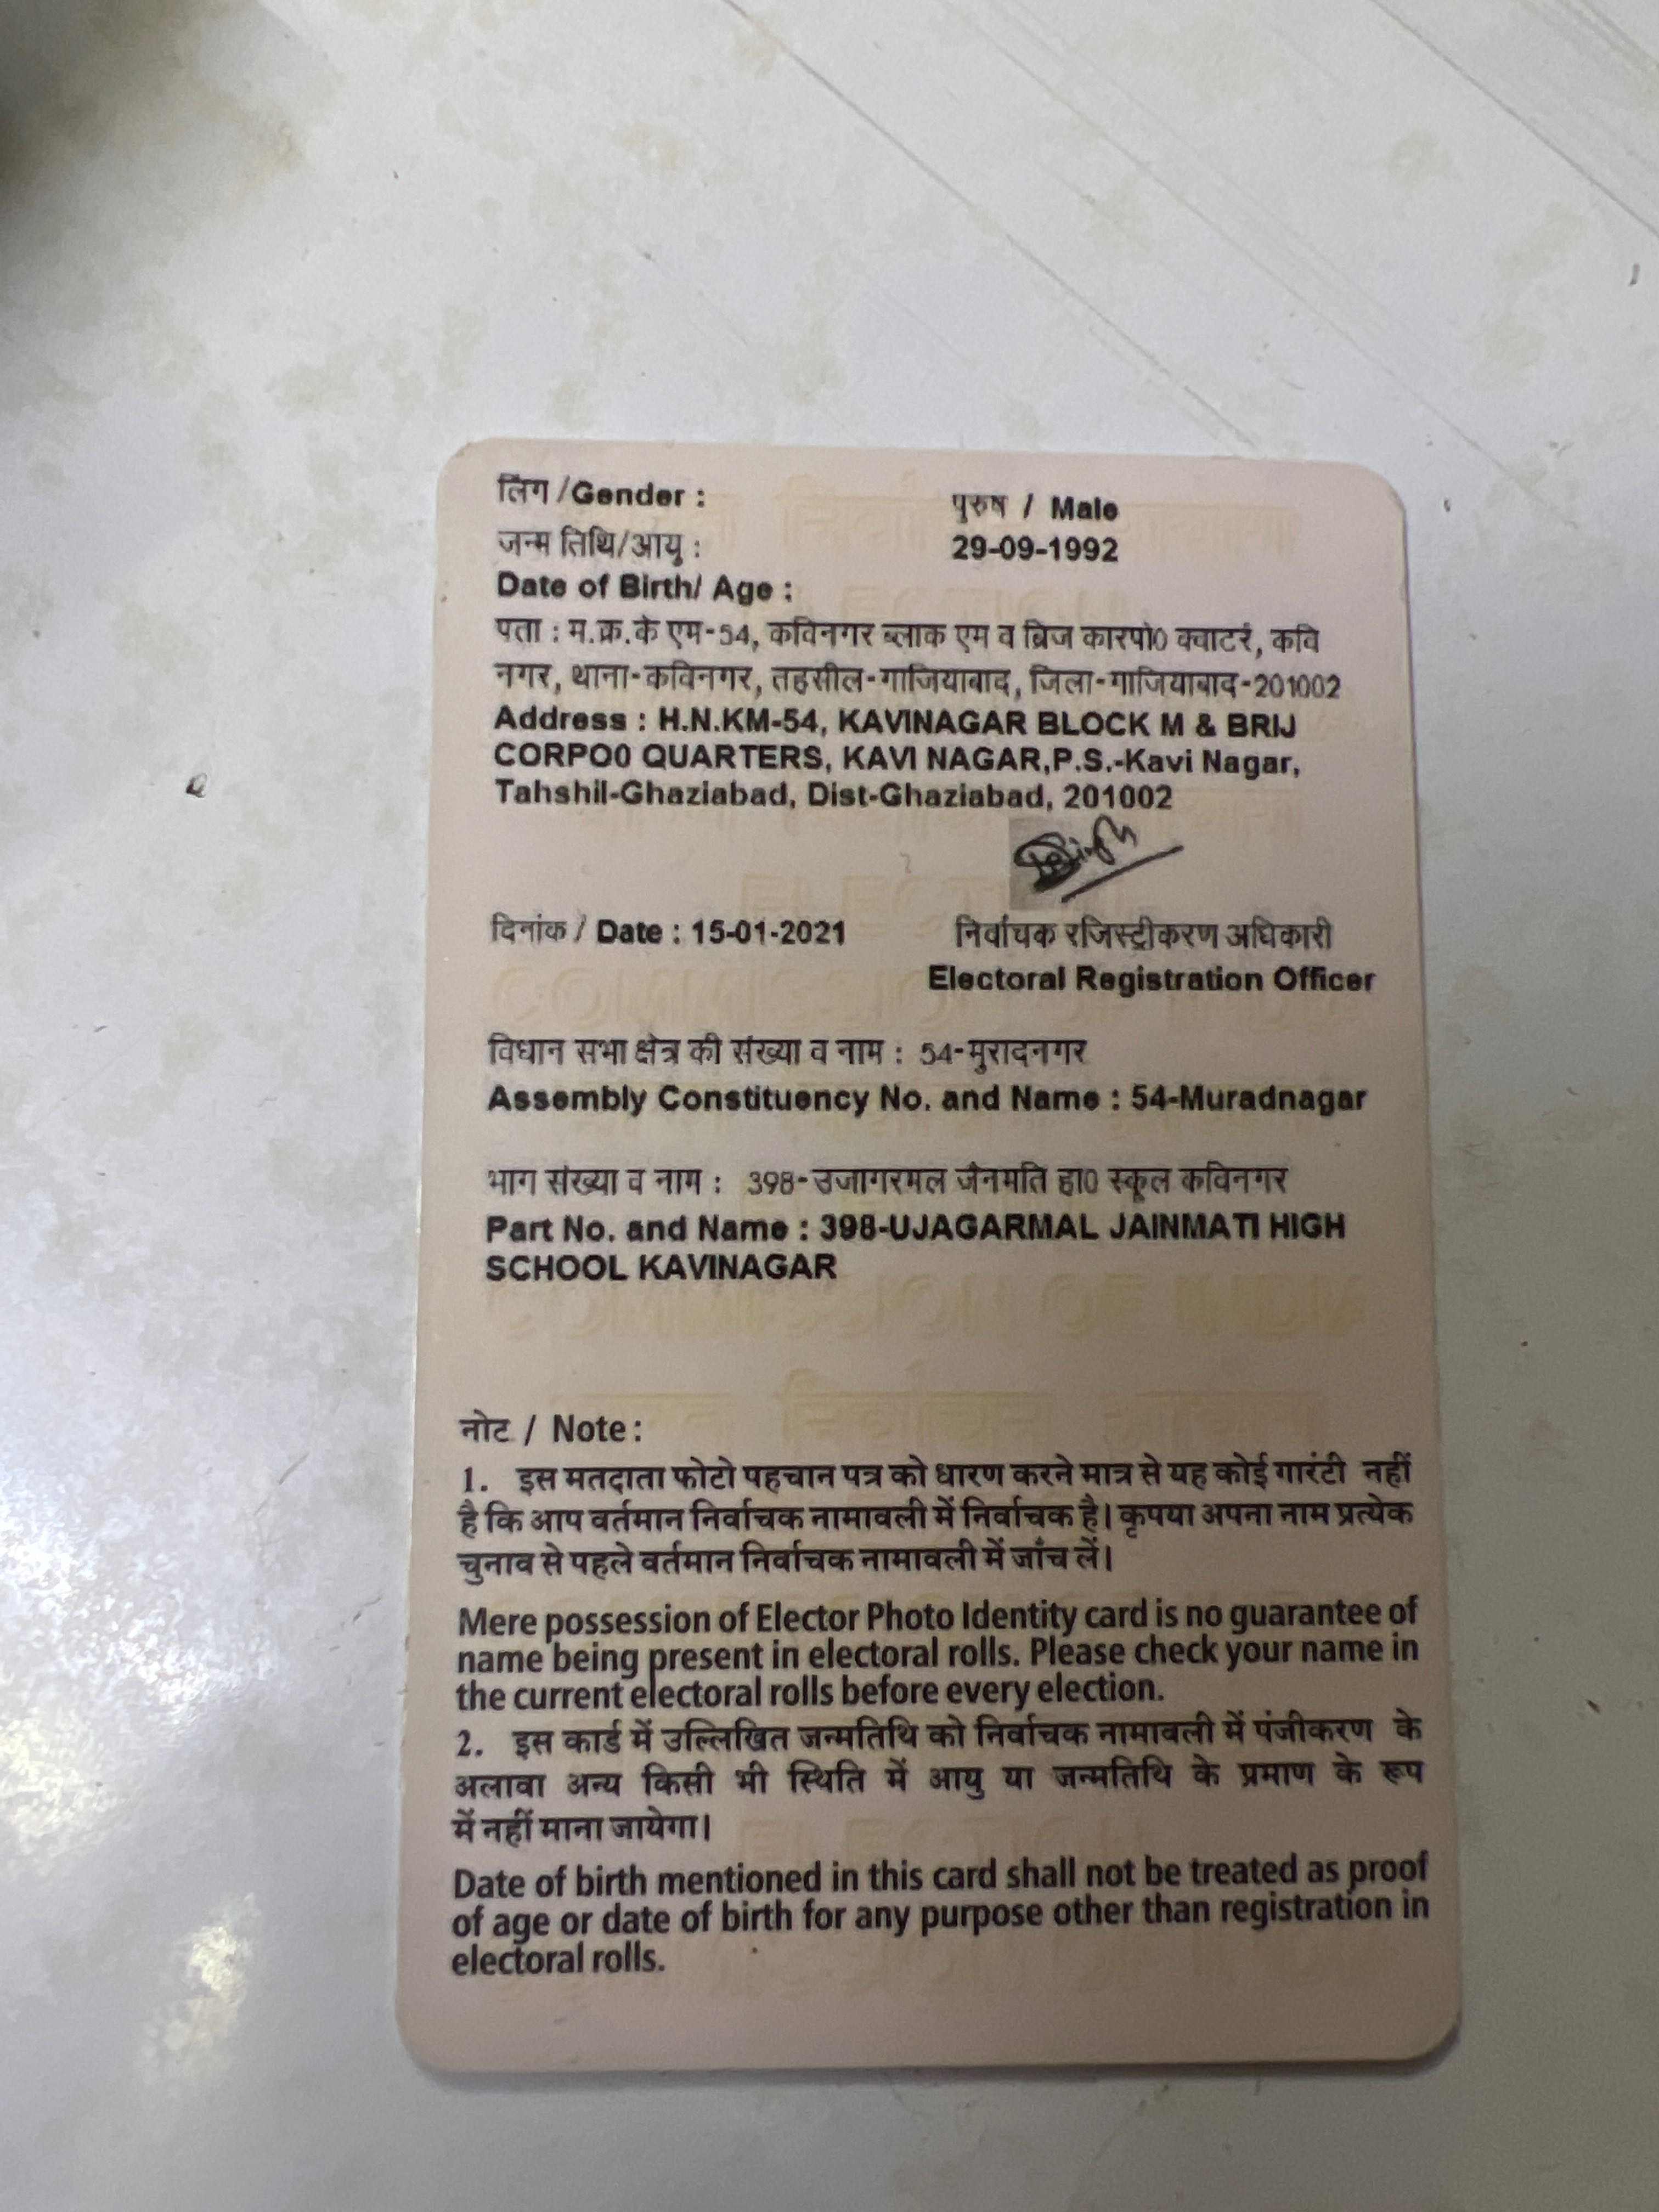 लिंग /Gender : पुरुष / Male
जन्म तिथि/आयु : 29-09-1992
Date of Birth/ Age :
पता : म.क्र.के एम-54, कविनगर ब्लाक एम व ब्रिज कारपो0 क्वाटर्र, कवि
नगर, थाना-कविनगर, तहसील-गाजियाबाद, जिला-गाजियाबाद-201002
Address : H.N.KM-54, KAVINAGAR BLOCK M & BRIJ
CORPO0 QUARTERS, KAVI NAGAR,P.S.-Kavi Nagar,
Tahshil-Ghaziabad, Dist-Ghaziabad, 201002
दिनांक / Date : 15-01-2021 निर्वाचक रजिस्ट्रीकरण अधिकारी
Electoral Registration Officer
विधान सभा क्षेत्र की संख्या व नाम : 54-मुरादनगर
Assembly Constituency No. and Name : 54-Muradnagar
भाग संख्या व नाम : 398-उजागरमल जैनमति हा0 स्कूल कविनगर
Part No. and Name : 398-UJAGARMAL JAINMATI HIGH
SCHOOL KAVINAGAR
नोट / Note :
1. इस मतदाता फोटो पहचान पत्र को धारण करने मात्र से यह कोई गारंटी नहीं
है कि आप वर्तमान निर्वाचक नामावली में निर्वाचक है। कृपया अपना नाम प्रत्येक
चुनाव से पहले वर्तमान निर्वाचक नामावली में जाँच लें।
Mere possession of Elector Photo Identity card is no guarantee of
name being present in electoral rolls. Please check your name in
the current electoral rolls before every election.
2. इस कार्ड में उल्लिखित जन्मतिथि को निर्वाचक नामावली में पंजीकरण के
अलावा अन्य किसी भी स्थिति में आयु या जन्मतिथि के प्रमाण के रूप
में नहीं माना जायेगा।
Date of birth mentioned in this card shall not be treated as proof
of age or date of birth for any purpose other than registration in
electoral rolls.